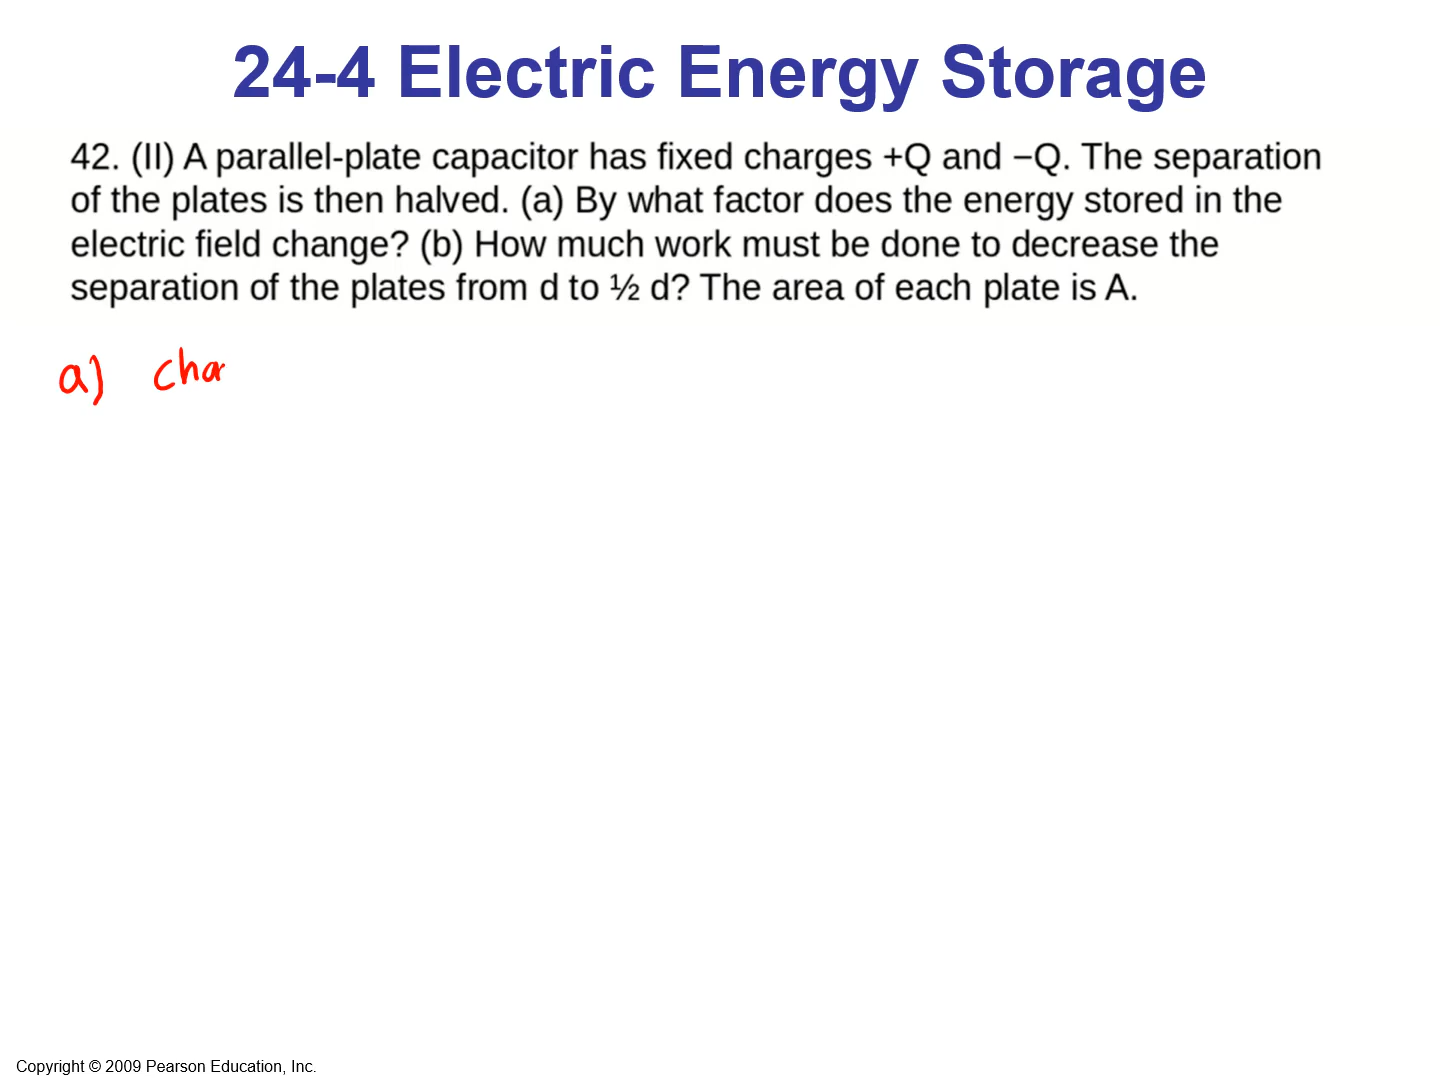 24-4 Electric Energy Storage
42. (II) A parallel-plate capacitor has fixed charges +Q and −Q. The separation
of the plates is then halved. (a) By what factor does the energy stored in the
electric field change? (b) How much work must be done to decrease the
separation of the plates from d to ½ d? The area of each plate is A.
a) cha
Copyright © 2009 Pearson Education, Inc.